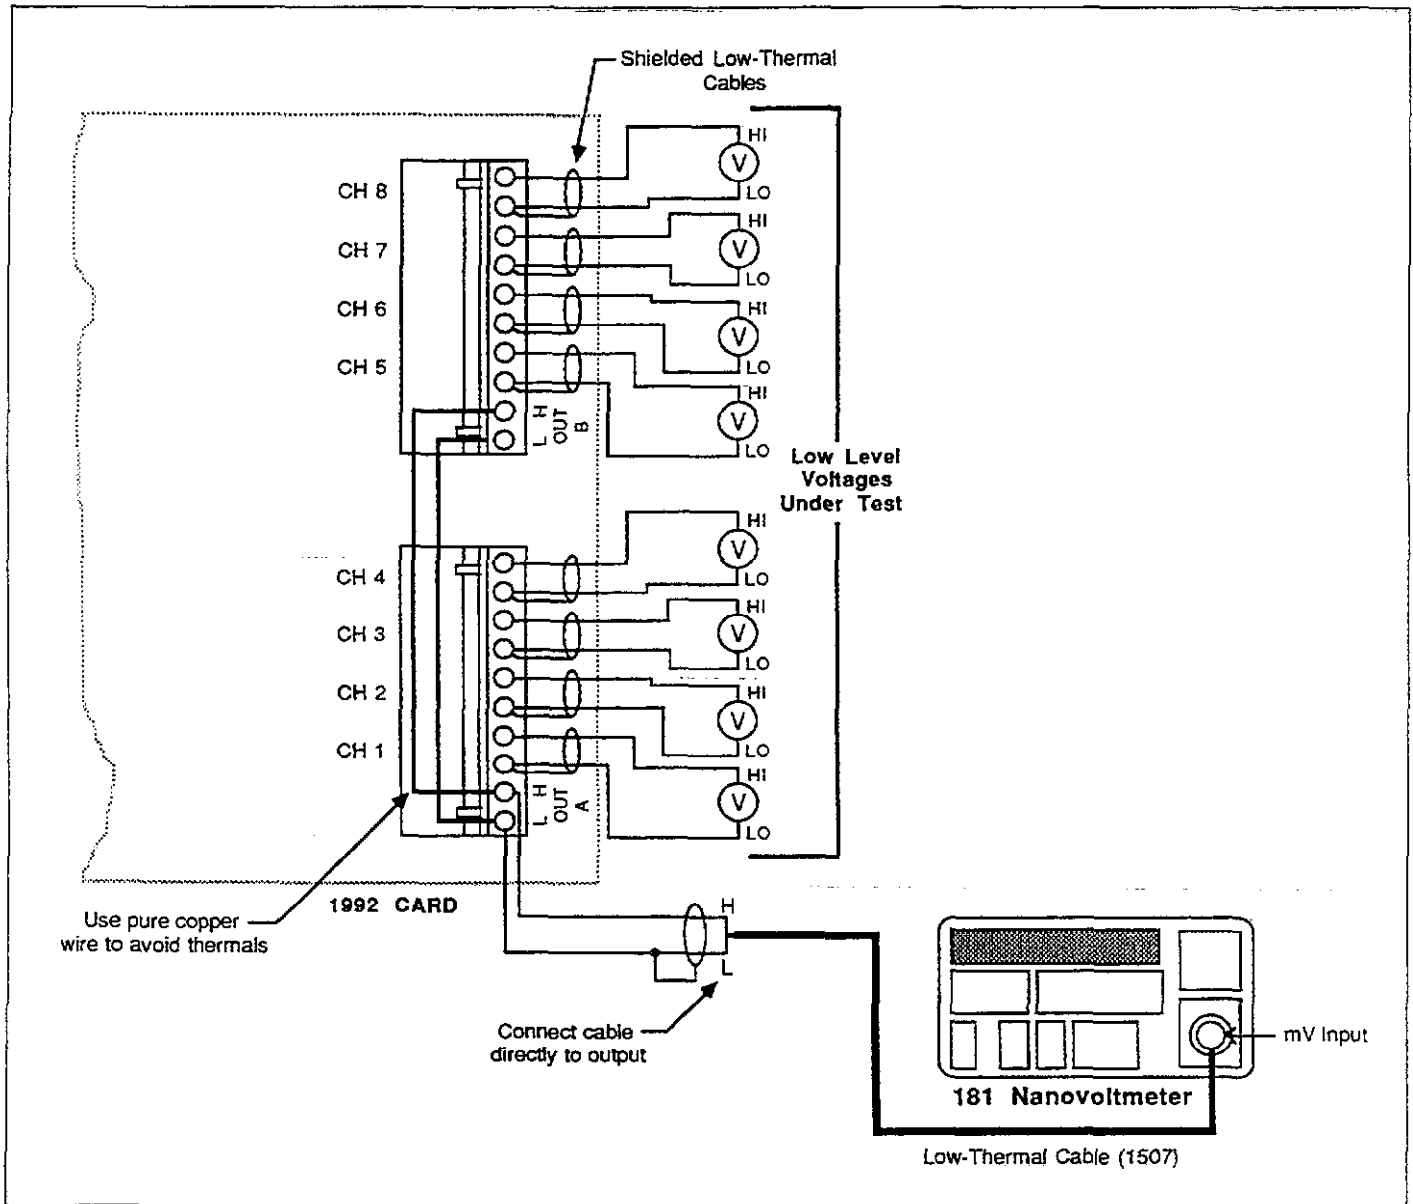 Shielded Low-Thermal
Cables
CH 8
HI
V
LO
CH 7
HI
V
LO
CH 6
HI
V
LO
CH 5
HI
V
LO
H
L
OUT
B
Low Level
Voltages
Under Test
CH 4
HI
V
LO
CH 3
HI
V
LO
CH 2
HI
V
LO
CH 1
HI
V
LO
H
L
OUT
A
1992 CARD
Use pure copper
wire to avoid thermals
H
L
Connect cable
directly to output
mV Input
181 Nanovoltmeter
Low-Thermal Cable (1507)